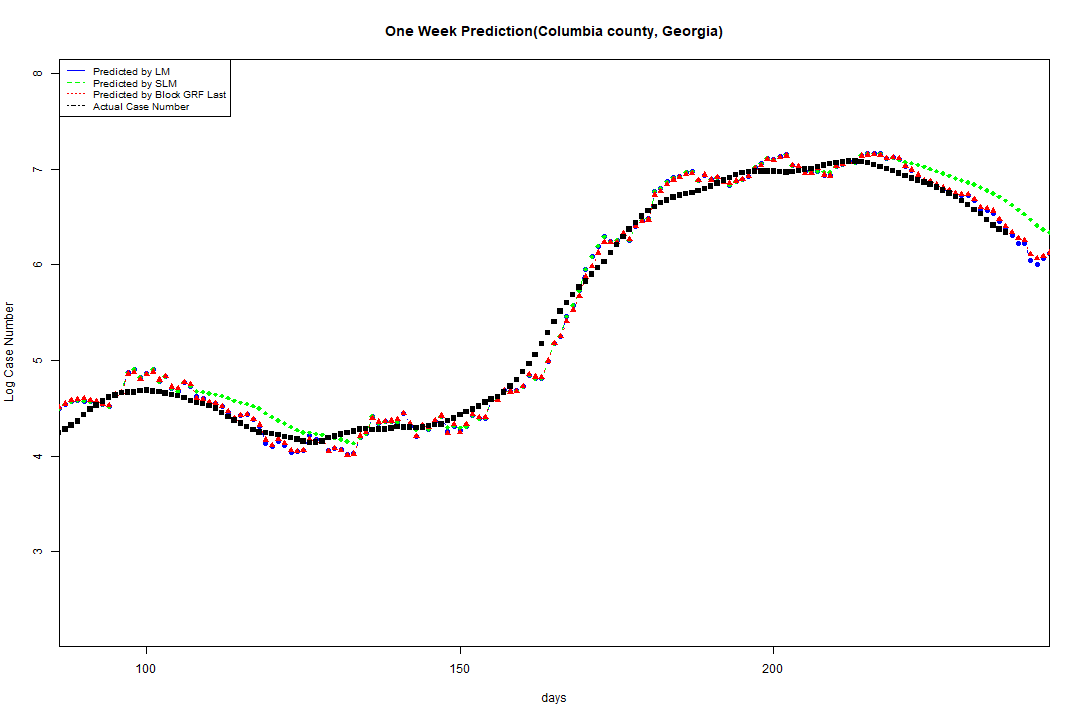 One Week Prediction(Columbia county, Georgia)
Predicted by LM
Predicted by SLM
Predicted by Block GRF Last
Actual Case Number
8
7
6
5
4
3
Log Case Number
100 150 200
days